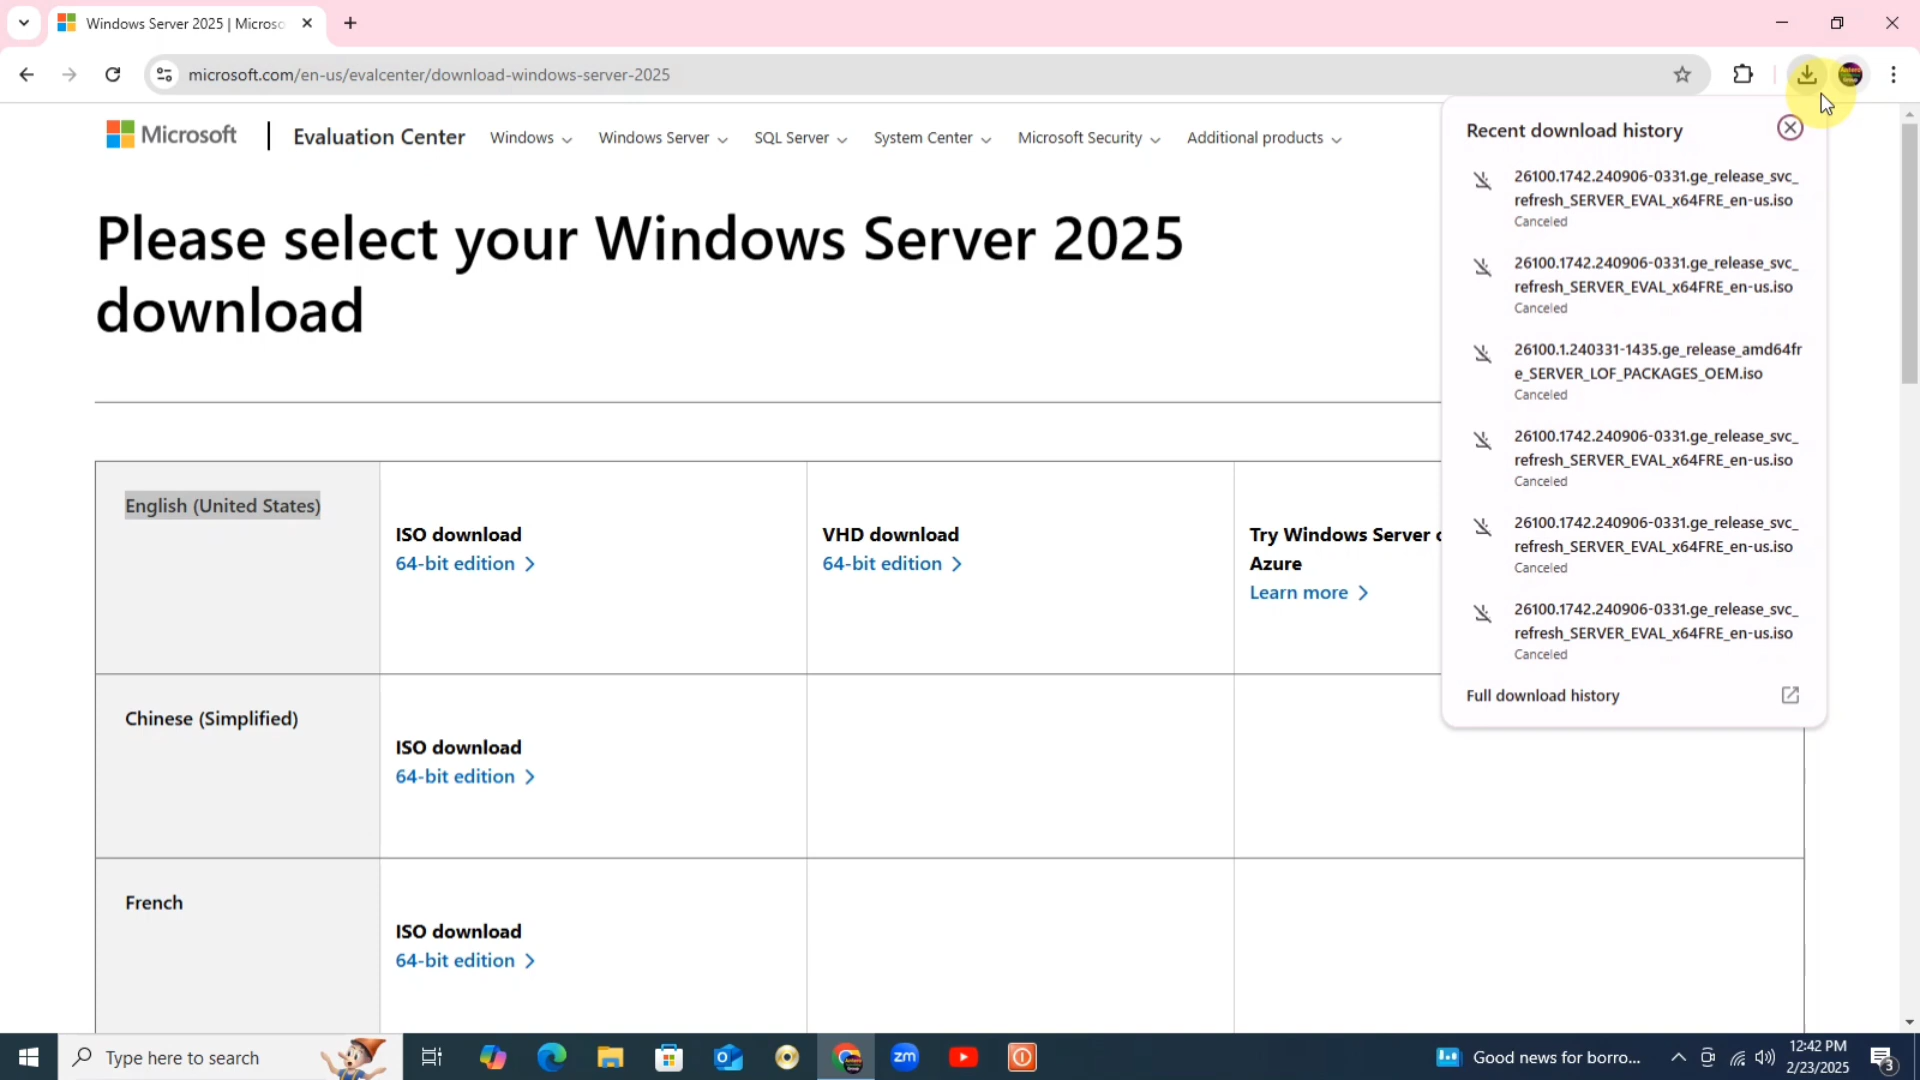 Windows Server 2025 | Microso
microsoft.com/en-us/evalcenter/download-windows-server-2025
Microsoft
Evaluation Center
Windows
Windows Server
SQL Server
System Center
Microsoft Security
Additional products
Please select your Windows Server 2025
download
English (United States)
ISO download
64-bit edition
VHD download
64-bit edition
Try Windows Server
Azure
Learn more
Chinese (Simplified)
ISO download
64-bit edition
French
ISO download
64-bit edition
Recent download history
26100.1742.240906-0331.ge_release_svc_
refresh_SERVER_EVAL_x64FRE_en-us.iso
Canceled
26100.1742.240906-0331.ge_release_svc_
refresh_SERVER_EVAL_x64FRE_en-us.iso
Canceled
26100.1.240331-1435.ge_release_amd64fr
e_SERVER_LOF_PACKAGES_OEM.iso
Canceled
26100.1742.240906-0331.ge_release_svc_
refresh_SERVER_EVAL_x64FRE_en-us.iso
Canceled
26100.1742.240906-0331.ge_release_svc_
refresh_SERVER_EVAL_x64FRE_en-us.iso
Canceled
26100.1742.240906-0331.ge_release_svc_
refresh_SERVER_EVAL_x64FRE_en-us.iso
Canceled
Full download history
Type here to search
zm
Good news for borro...
12:42 PM
2/23/2025
3